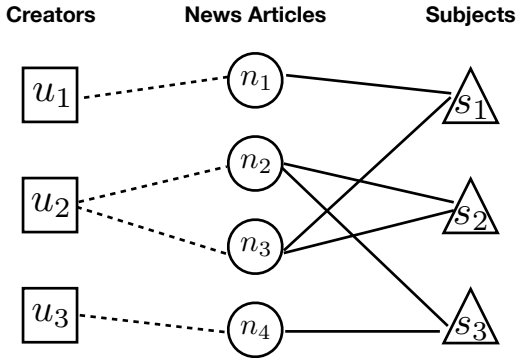 Creators News Articles Subjects
u1 n1 s1
n2
u2 s2
n3
u3 n4 s3